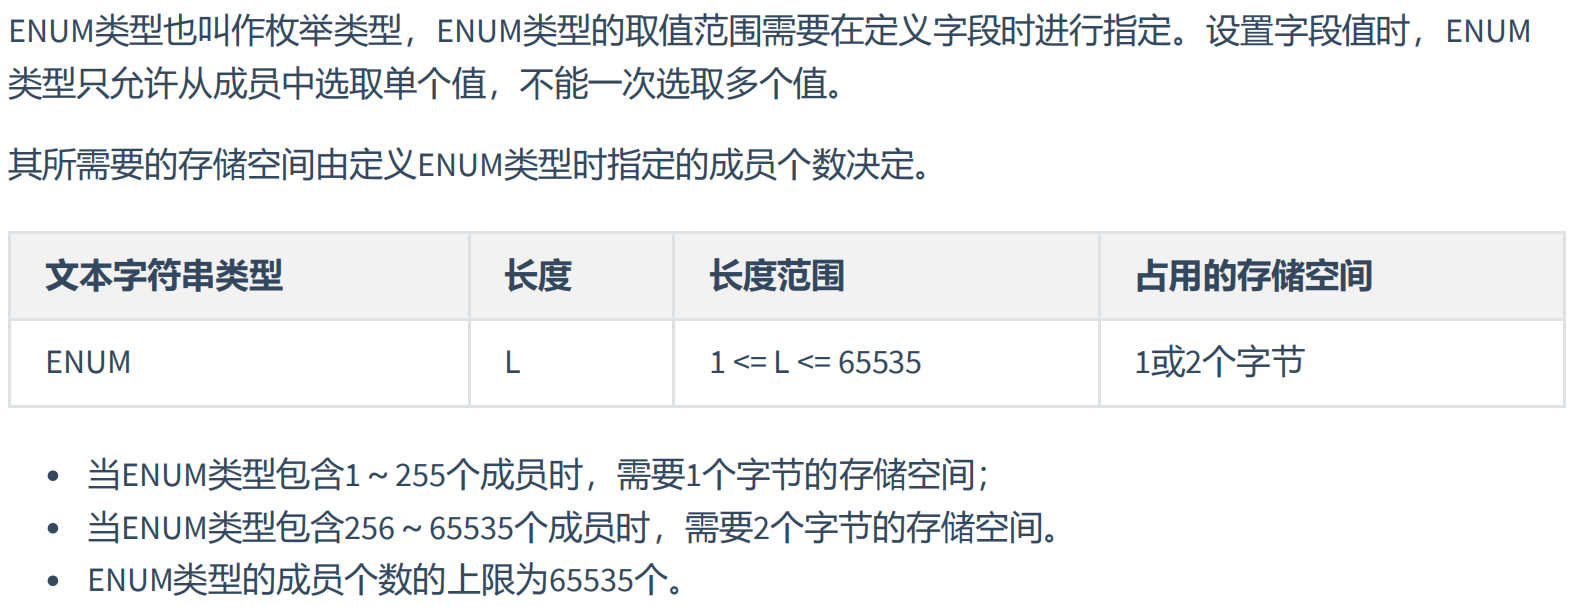 ENUM类型也叫作枚举类型，ENUM类型的取值范围需要在定义字段时进行指定。设置字段值时，ENUM
类型只允许从成员中选取单个值，不能一次选取多个值。
其所需要的存储空间由定义ENUM类型时指定的成员个数决定。
文本字符串类型 长度 长度范围 占用的存储空间
ENUM L 1 <= L <= 65535 1或2个字节
• 当ENUM类型包含1～255个成员时，需要1个字节的存储空间；
• 当ENUM类型包含256～65535个成员时，需要2个字节的存储空间。
• ENUM类型的成员个数的上限为65535个。